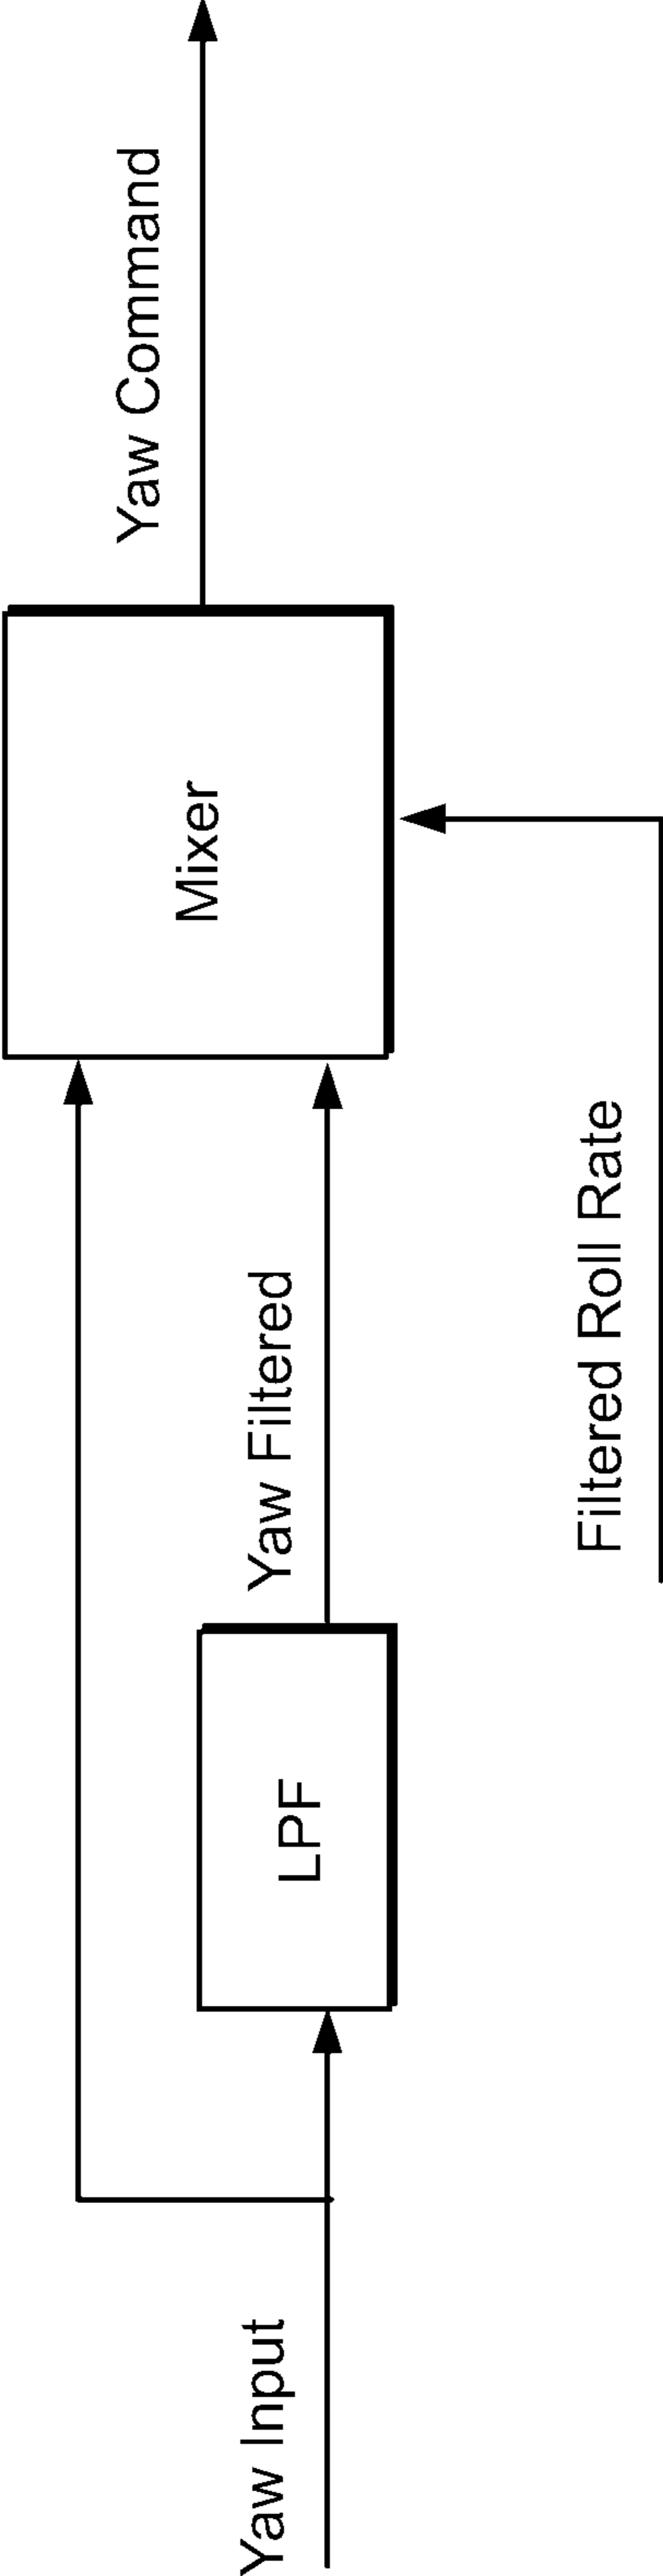 Yaw Input
LPF
Yaw Filtered
Filtered Roll Rate
Mixer
Yaw Command